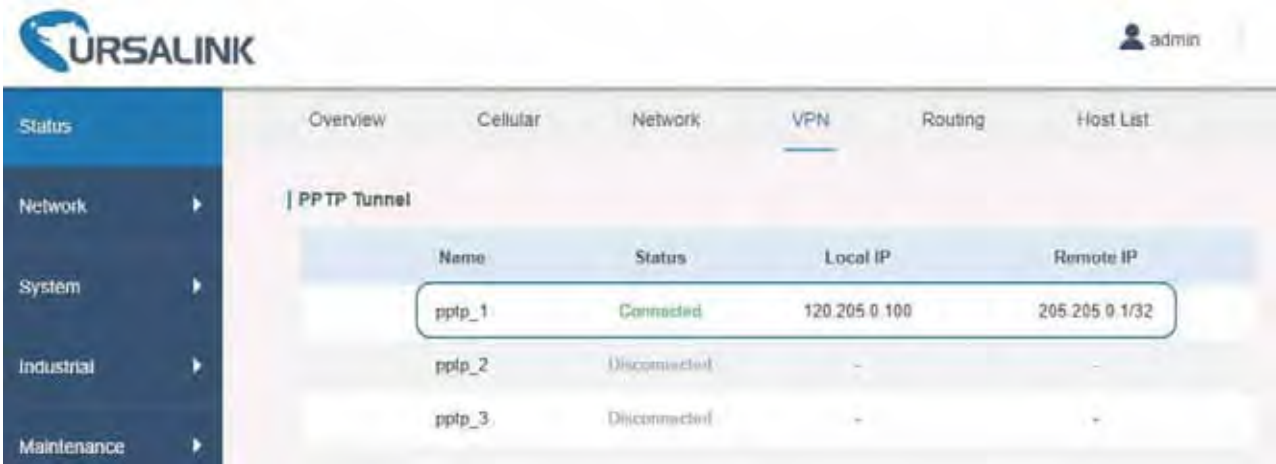 URSALINK
admin
Status
Overview Cellular Network VPN Routing Host List
Network
PPTP Tunnel
Name Status Local IP Remote IP
System
pptp_1 Connected 120.205.0.100 205.205.0.1/32
Industrial
pptp_2 Disconnected - -
pptp_3 Disconnected - -
Maintenance